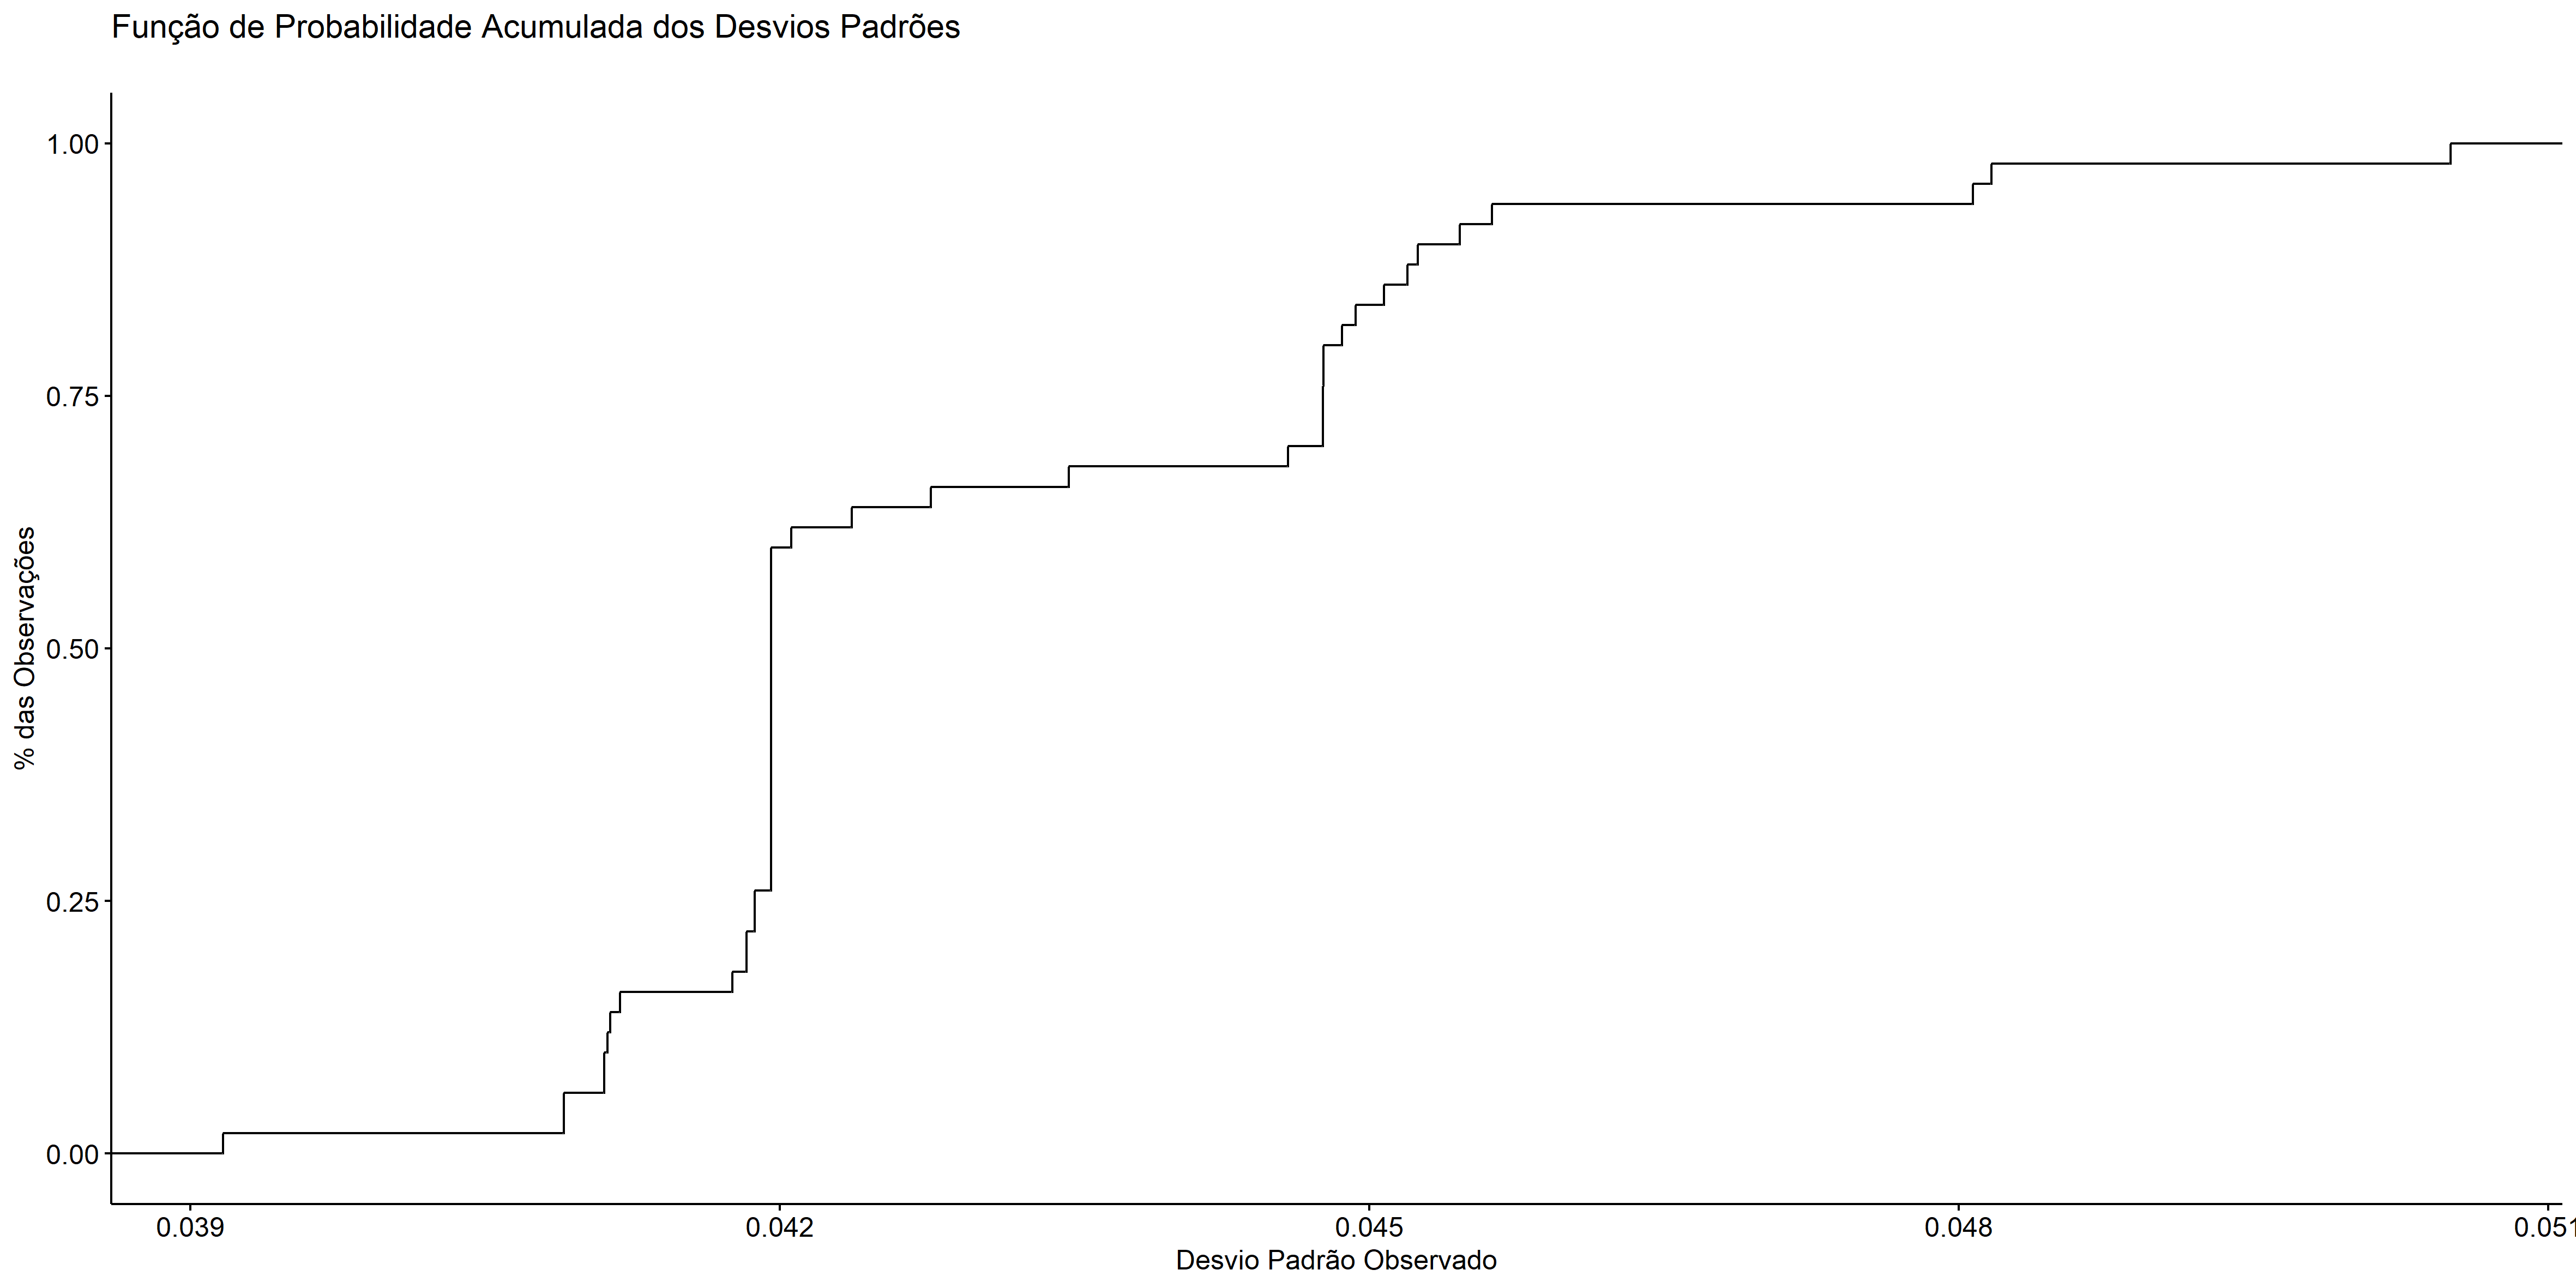 Função de Probabilidade Acumulada dos Desvios Padrões
1.00
0.75
0.50
0.25
0.00
% das Observações
0.039 0.042 0.045 0.048 0.051
Desvio Padrão Observado